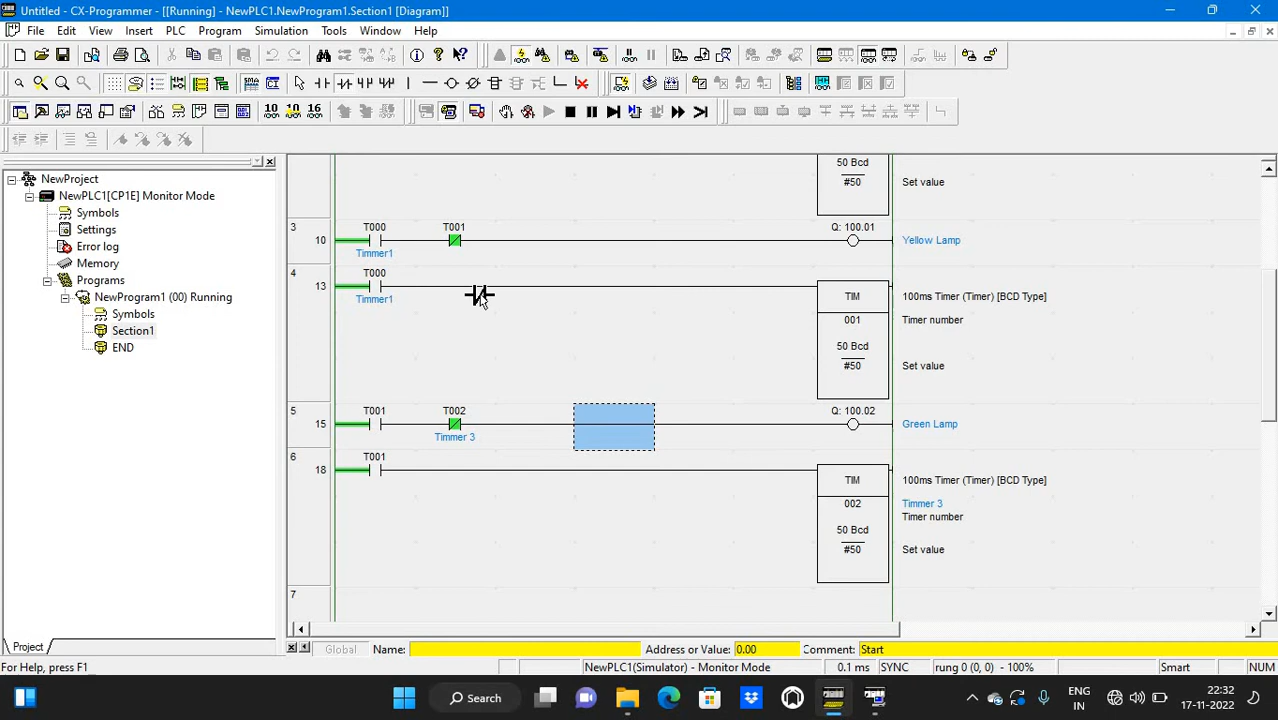 Untitled - CX-Programmer - [[Running] - NewPLC1.NewProgram1.Section1 [Diagram]]
File Edit View Insert PLC Program Simulation Tools Window Help
10 10 16
NewProject
NewPLC1[CP1E] Monitor Mode
Symbols
Settings
Error log
Memory
Programs
NewProgram1 (00) Running
Symbols
Section1
END
Project
50 Bcd
#50 Set value
3 T000 T001 Q: 100.01
10 Yellow Lamp
Timmer1
4 T000
13
Timmer1
TIM 100ms Timer (Timer) [BCD Type]
001 Timer number
50 Bcd
#50 Set value
5 T001 T002 Q: 100.02
15 Green Lamp
Timmer 3
6 T001
18
TIM 100ms Timer (Timer) [BCD Type]
002 Timmer 3
Timer number
50 Bcd
#50 Set value
7
Global Name: Address or Value: 0.00 Comment: Start
For Help, press F1 NewPLC1(Simulator) - Monitor Mode 0.1 ms SYNC rung 0 (0, 0) - 100% Smart NUM
Search
ENG
IN
22:32
17-11-2022